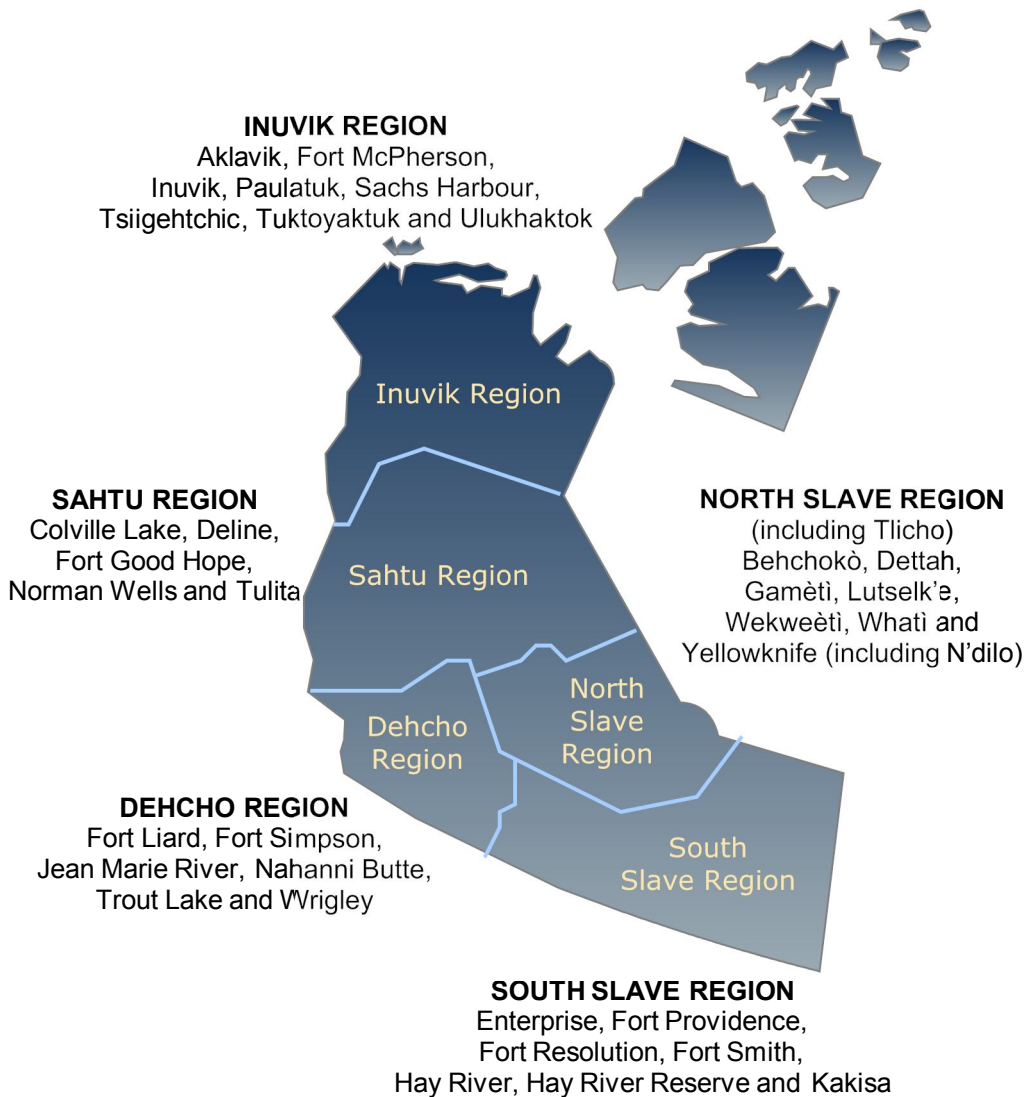 INUVIK REGION
Aklavik, Fort McPherson,
Inuvik, Paulatuk, Sachs Harbour,
Tsiigehtchic, Tuktoyaktuk and Ulukhaktok
Inuvik Region
SAHTU REGION
Colville Lake, Deline,
Fort Good Hope,
Norman Wells and Tulita
NORTH SLAVE REGION
(including Tlicho)
Behchokò, Dettah,
Gamètì, Lutselk'e,
Wekweètì, Whatì and
Yellowknife (including N'dilo)
Sahtu Region
North
Slave
Region
Dehcho
Region
DEHCHO REGION
Fort Liard, Fort Simpson,
Jean Marie River, Nahanni Butte,
Trout Lake and Wrigley
South
Slave Region
SOUTH SLAVE REGION
Enterprise, Fort Providence,
Fort Resolution, Fort Smith,
Hay River, Hay River Reserve and Kakisa